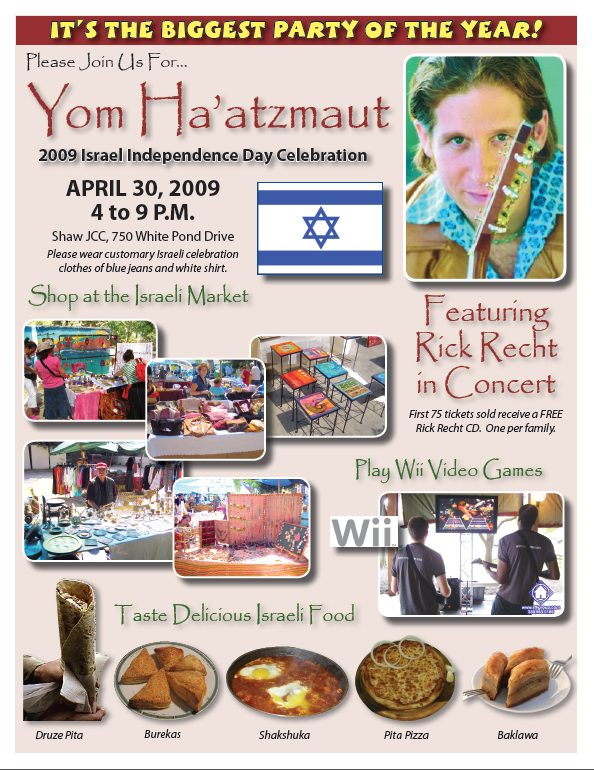 IT'S THE BIGGEST PARTY OF THE YEAR!
Please Join Us For...
Yom Ha'atzmaut
2009 Israel Independence Day Celebration
APRIL 30, 2009
4 to 9 P.M.
Shaw JCC, 750 White Pond Drive
Please wear customary Israeli celebration
clothes of blue jeans and white shirt.
Shop at the Israeli Market
Featuring
Rick Recht
in Concert
First 75 tickets sold receive a FREE
Rick Recht CD. One per family.
Play Wii Video Games
Wii
Taste Delicious Israeli Food
Druze Pita
Burekas
Shakshuka
Pita Pizza
Baklawa